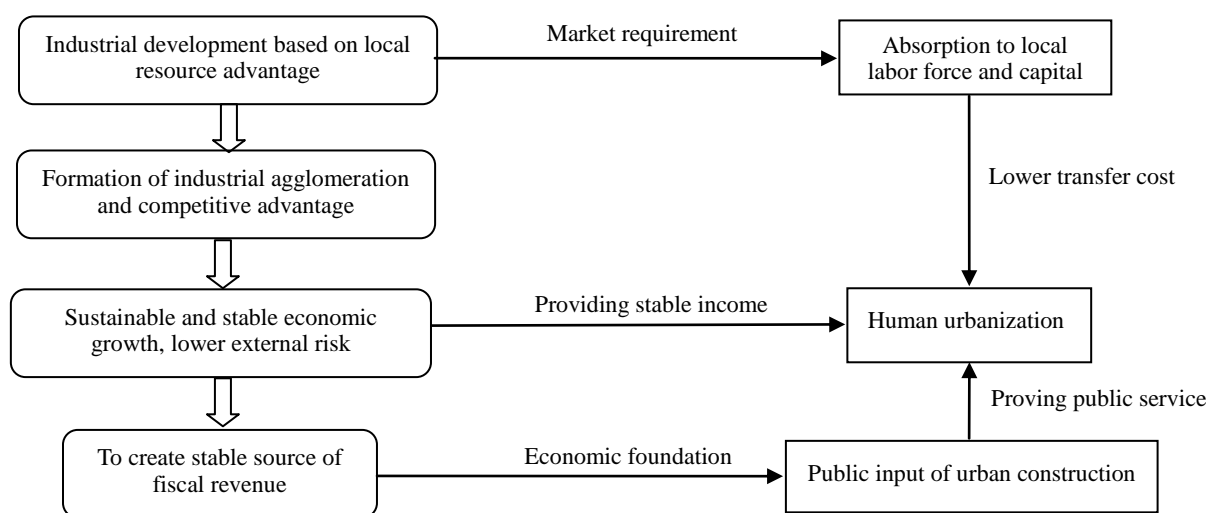 Industrial development based on local
resource advantage
Market requirement
Absorption to local
labor force and capital
Formation of industrial agglomeration
and competitive advantage
Lower transfer cost
Sustainable and stable economic
growth, lower external risk
Providing stable income
Human urbanization
Proving public service
To create stable source of
fiscal revenue
Economic foundation
Public input of urban construction